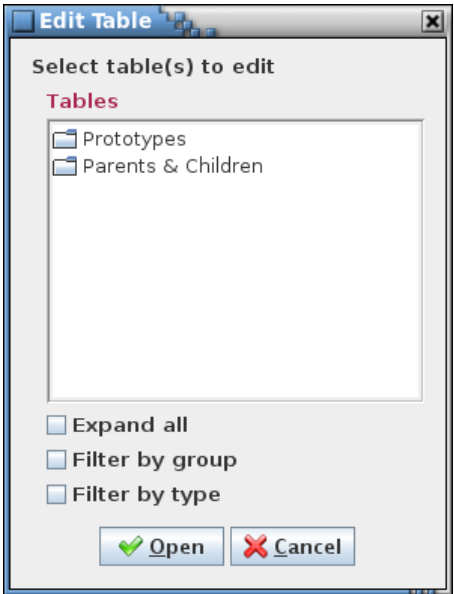 Edit Table
Select table(s) to edit
Tables
Prototypes
Parents & Children
Expand all
Filter by group
Filter by type
Open
Cancel